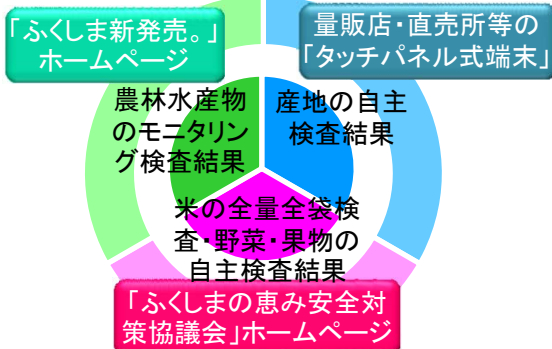 「ふくしま新発売。」
ホームページ
量販店・直売所等の
「タッチパネル式端末」
農林水産物
のモニタリン
グ検査結果
産地の自主
検査結果
米の全量全袋検
査・野菜・果物の
自主検査結果
「ふくしまの恵み安全対
策協議会」ホームページ